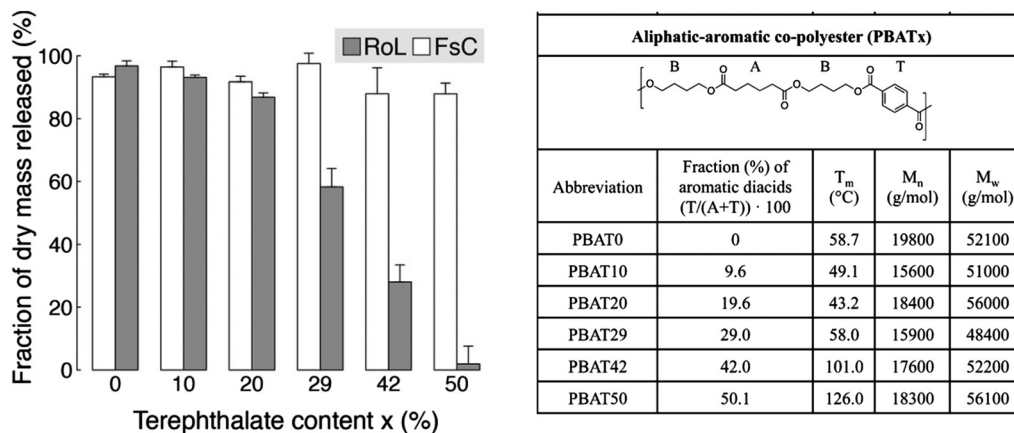 Fraction of dry mass released (%)
100
80
60
40
20
0
RoL FsC
0 10 20 29 42 50
Terephthalate content x (%)
Aliphatic-aromatic co-polyester (PBATx)
B A B T
O O O O O O O O
Abbreviation Fraction (%) of aromatic diacids (T/(A+T)) · 100 Tm (°C) Mn (g/mol) Mw (g/mol)
PBAT0 0 58.7 19800 52100
PBAT10 9.6 49.1 15600 51000
PBAT20 19.6 43.2 18400 56000
PBAT29 29.0 58.0 15900 48400
PBAT42 42.0 101.0 17600 52200
PBAT50 50.1 126.0 18300 56100